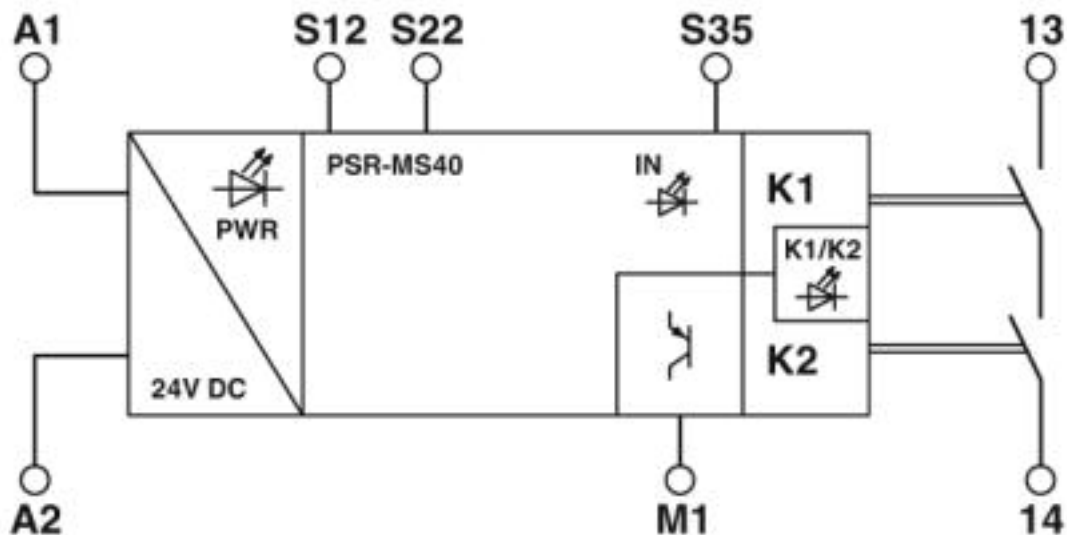 A1 S12 S22 S35 13
PSR-MS40 IN
K1
PWR
K1/K2
K2
24V DC
A2 M1 14